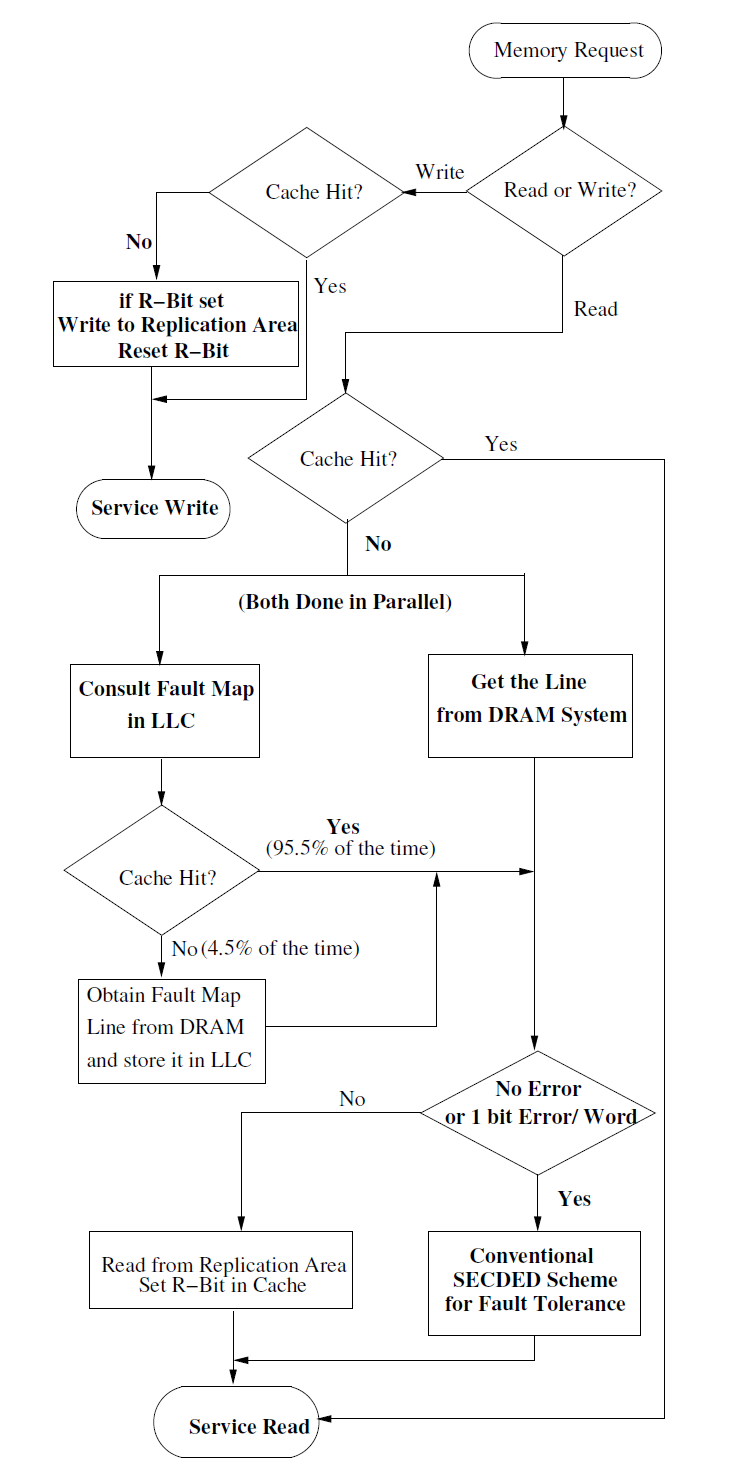 Memory Request
Read or Write?
Write
Cache Hit?
No
Yes
if R−Bit set
Write to Replication Area
Reset R−Bit
Service Write
Read
Cache Hit?
Yes
No
(Both Done in Parallel)
Consult Fault Map
in LLC
Get the Line
from DRAM System
Cache Hit?
Yes
(95.5% of the time)
No (4.5% of the time)
Obtain Fault Map
Line from DRAM
and store it in LLC
No Error
or 1 bit Error/ Word
No
Yes
Read from Replication Area
Set R−Bit in Cache
Conventional
SECDED Scheme
for Fault Tolerance
Service Read